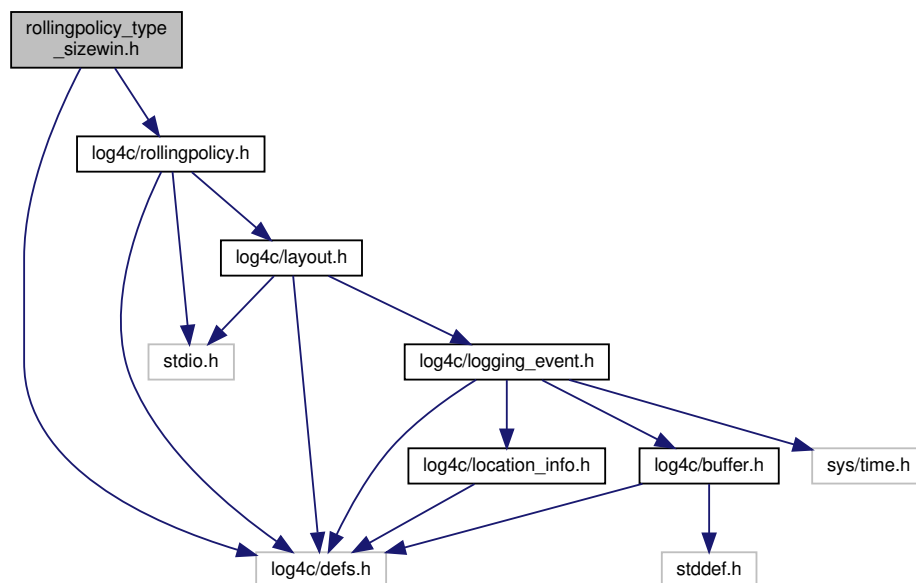 rollingpolicy_type
_sizewin.h
log4c/rollingpolicy.h
log4c/layout.h
stdio.h
log4c/logging_event.h
log4c/location_info.h
log4c/buffer.h
sys/time.h
log4c/defs.h
stddef.h